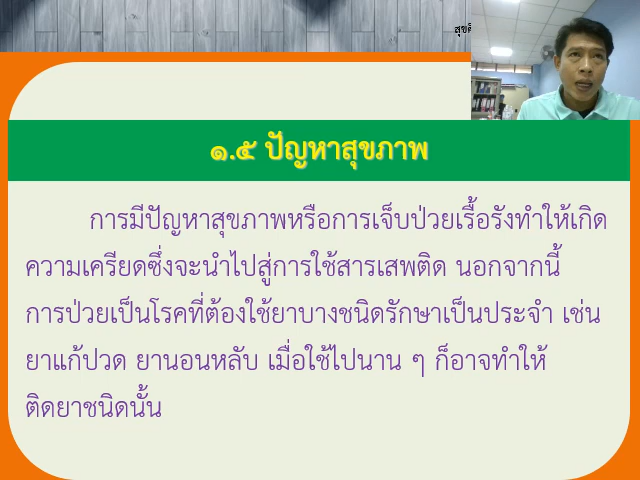 ๑.๕ ปัญหาสุขภาพ
การมีปัญหาสุขภาพหรือการเจ็บป่วยเรื้อรังทำให้เกิด
ความเครียดซึ่งจะนำไปสู่การใช้สารเสพติด นอกจากนี้
การป่วยเป็นโรคที่ต้องใช้ยาบางชนิดรักษาเป็นประจำ เช่น
ยาแก้ปวด ยานอนหลับ เมื่อใช้ไปนาน ๆ ก็อาจทำให้
ติดยาชนิดนั้น